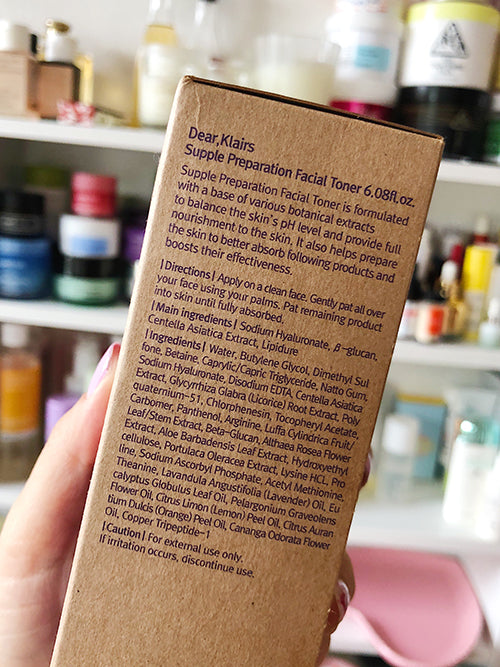 Dear,Klairs
Supple Preparation Facial Toner 6.08fl.oz.
Supple Preparation Facial Toner is formulated
with a base of various botanical extracts
to balance the skin's pH level and provide full
nourishment to the skin. It also helps prepare
the skin to better absorb following products and
boosts their effectiveness.
| Directions | Apply on a clean face. Gently pat all over
your face using your palms. Pat remaining product
into skin until fully absorbed.
| Main ingredients | Sodium Hyaluronate, β-glucan,
Centella Asiatica Extract, Lipidure
| Ingredients | Water, Butylene Glycol, Dimethyl Sul
fone, Betaine, Caprylic/Capric Triglyceride, Natto Gum,
Sodium Hyaluronate, Disodium EDTA, Centella Asiatica
Extract, Glycyrrhiza Glabra (Licorice) Root Extract, Poly
quaternium-51, Chlorphenesin, Tocopheryl Acetate,
Carbomer, Panthenol, Arginine, Luffa Cylindrica Fruit/
Leaf/Stem Extract, Beta-Glucan, Althaea Rosea Flower
Extract, Aloe Barbadensis Leaf Extract, Hydroxyethyl
cellulose, Portulaca Oleracea Extract, Lysine HCL, Pro
line, Sodium Ascorbyl Phosphate, Acetyl Methionine,
Theanine, Lavandula Angustifolia (Lavender) Oil, Eu
calyptus Globulus Leaf Oil, Pelargonium Graveolens
Flower Oil, Citrus Limon (Lemon) Peel Oil, Citrus Auran
tium Dulcis (Orange) Peel Oil, Cananga Odorata Flower
Oil, Copper Tripeptide-1
| Caution | For external use only.
If irritation occurs, discontinue use.